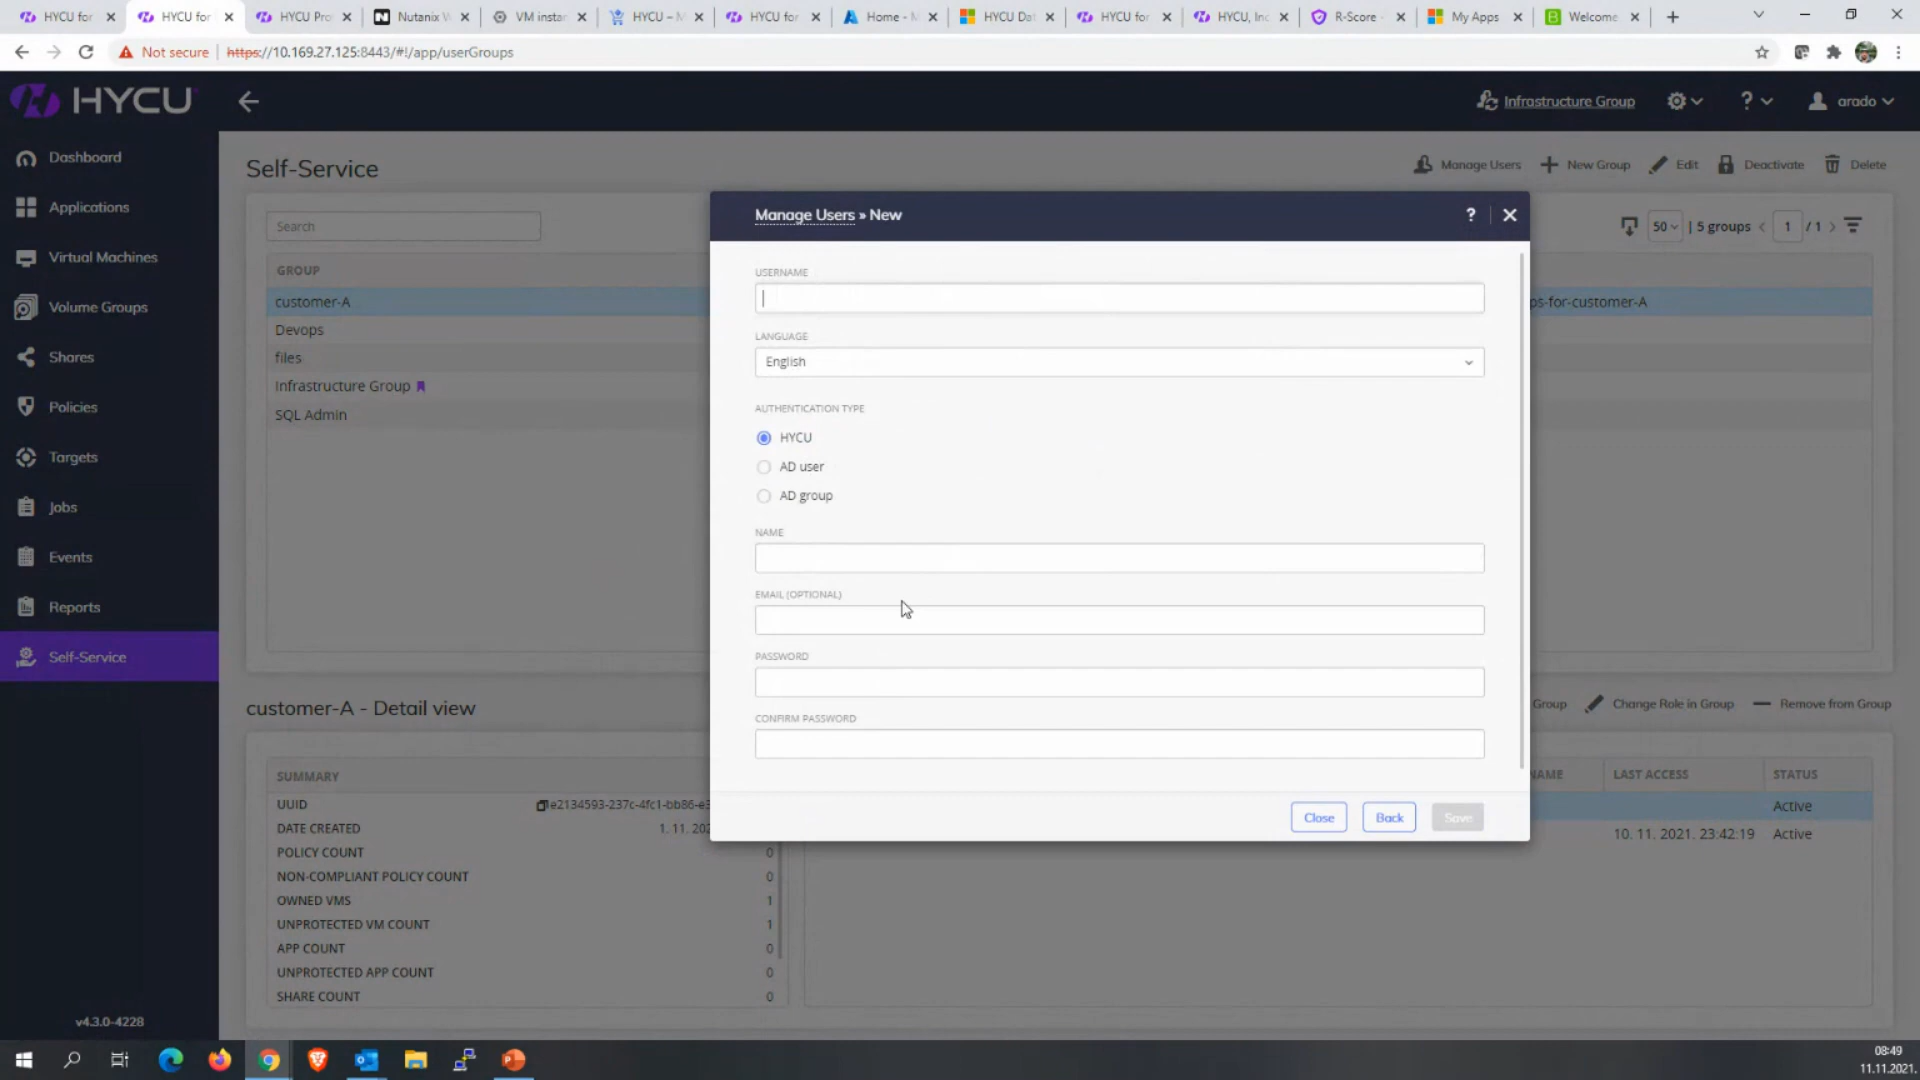 HYCU for
HYCU for
HYCU Pro
Nutanix
VM instan
HYCU –
HYCU for
Home -
HYCU Da
HYCU for
HYCU, Inc
R-Score
My Apps
Welcome
Not secure
https://10.169.27.125:8443/#!/app/userGroups
HYCU
Infrastructure Group
?
arado
Dashboard
Applications
Virtual Machines
Volume Groups
Shares
Policies
Targets
Jobs
Events
Reports
Self-Service
v4.3.0-4228
Self-Service
Manage Users
New Group
Edit
Deactivate
Delete
Search
50
| 5 groups
1
/ 1
GROUP
customer-A
ps-for-customer-A
Devops
files
Infrastructure Group
SQL Admin
Manage Users » New
?
USERNAME
LANGUAGE
English
AUTHENTICATION TYPE
HYCU
AD user
AD group
NAME
EMAIL (OPTIONAL)
PASSWORD
CONFIRM PASSWORD
Close
Back
Save
customer-A - Detail view
Group
Change Role in Group
Remove from Group
SUMMARY
UUID
e2134593-237c-4fc1-bb86-e3
DATE CREATED
1. 11. 202
POLICY COUNT
0
NON-COMPLIANT POLICY COUNT
0
OWNED VMS
1
UNPROTECTED VM COUNT
1
APP COUNT
0
UNPROTECTED APP COUNT
0
SHARE COUNT
0
NAME
LAST ACCESS
STATUS
Active
10. 11. 2021. 23:42:19
Active
08:49
11.11.2021.